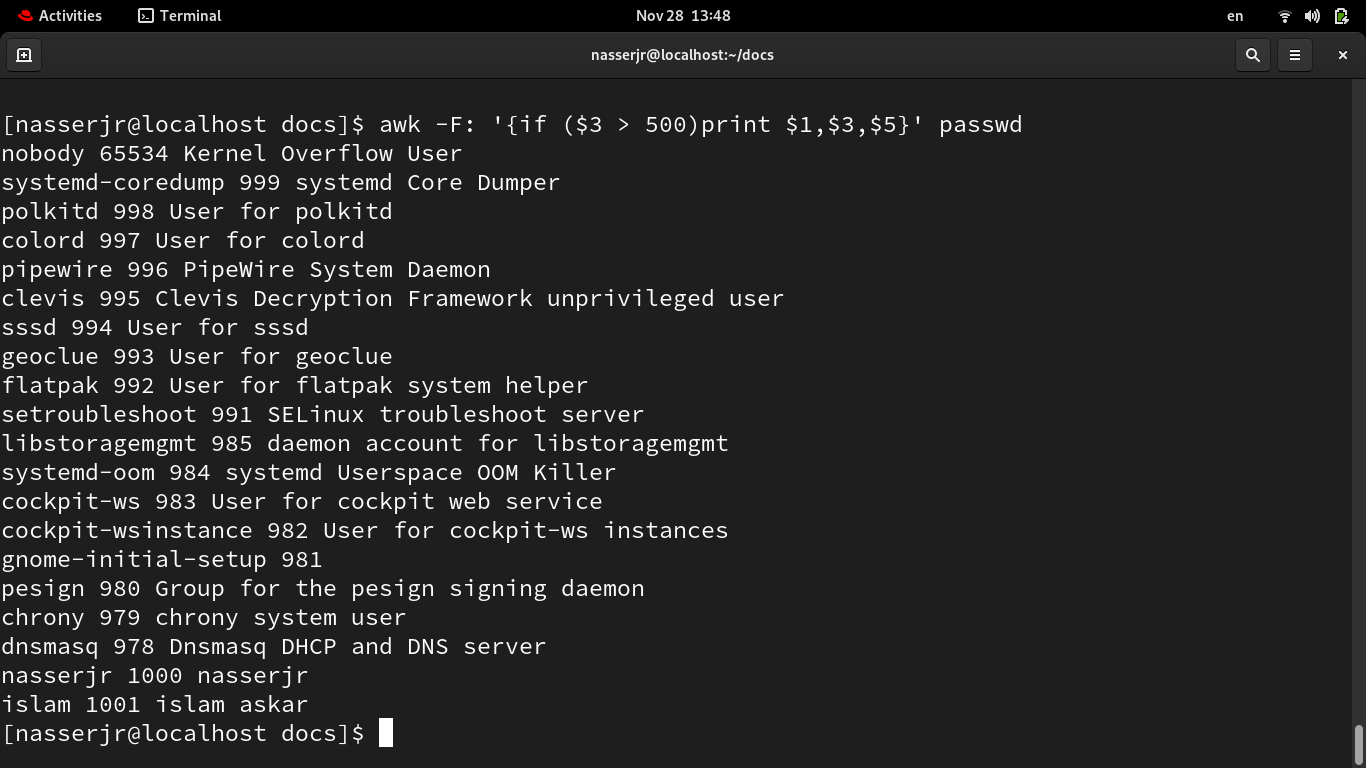 Activities Terminal Nov 28 13:48 en
nasserjr@localhost:~/docs
[nasserjr@localhost docs]$ awk -F: '{if ($3 > 500)print $1,$3,$5}' passwd
nobody 65534 Kernel Overflow User
systemd-coredump 999 systemd Core Dumper
polkitd 998 User for polkitd
colord 997 User for colord
pipewire 996 PipeWire System Daemon
clevis 995 Clevis Decryption Framework unprivileged user
sssd 994 User for sssd
geoclue 993 User for geoclue
flatpak 992 User for flatpak system helper
setroubleshoot 991 SELinux troubleshoot server
libstoragemgmt 985 daemon account for libstoragemgmt
systemd-oom 984 systemd Userspace OOM Killer
cockpit-ws 983 User for cockpit web service
cockpit-wsinstance 982 User for cockpit-ws instances
gnome-initial-setup 981
pesign 980 Group for the pesign signing daemon
chrony 979 chrony system user
dnsmasq 978 Dnsmasq DHCP and DNS server
nasserjr 1000 nasserjr
islam 1001 islam askar
[nasserjr@localhost docs]$